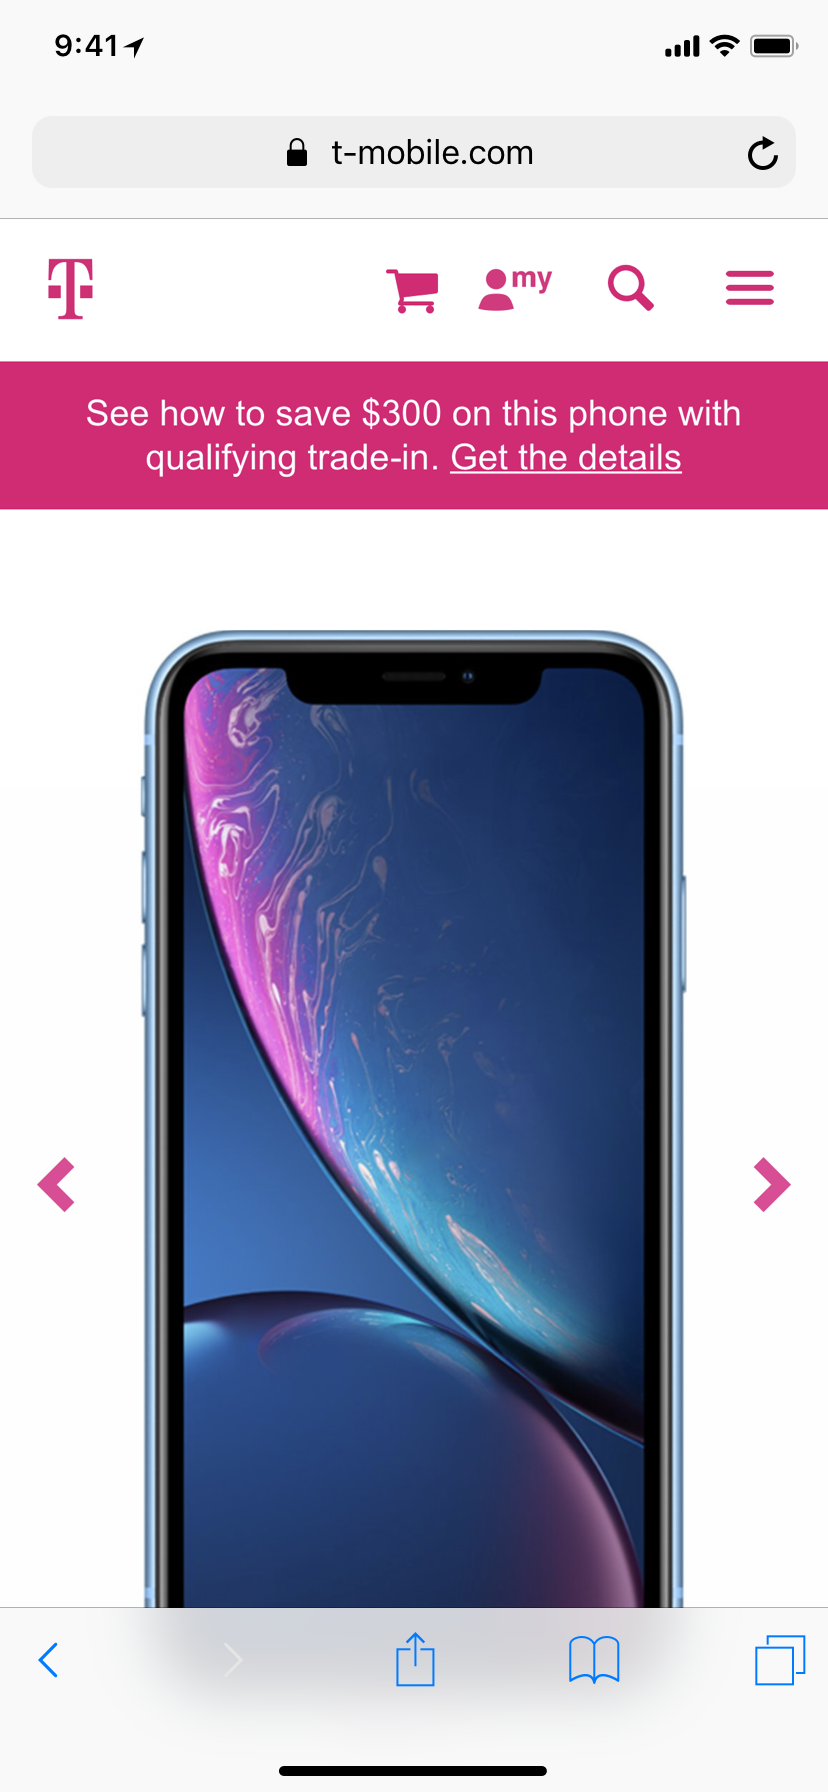 9:41
t-mobile.com
T my
See how to save $300 on this phone with
qualifying trade-in. Get the details